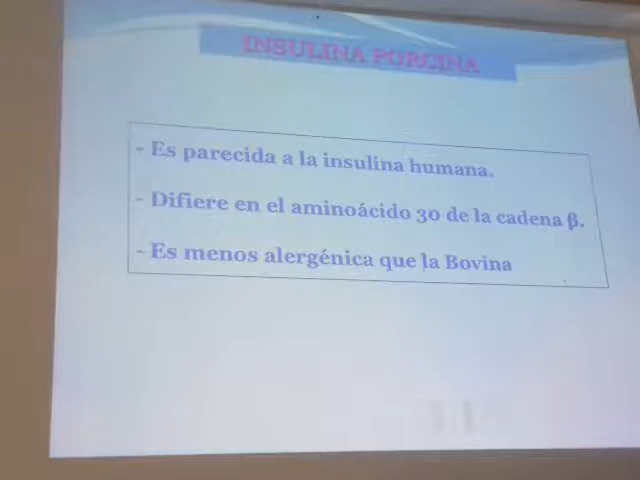 INSULINA PORCINA
- Es parecida a la insulina humana.
- Difiere en el aminoácido 30 de la cadena β.
- Es menos alergénica que la Bovina